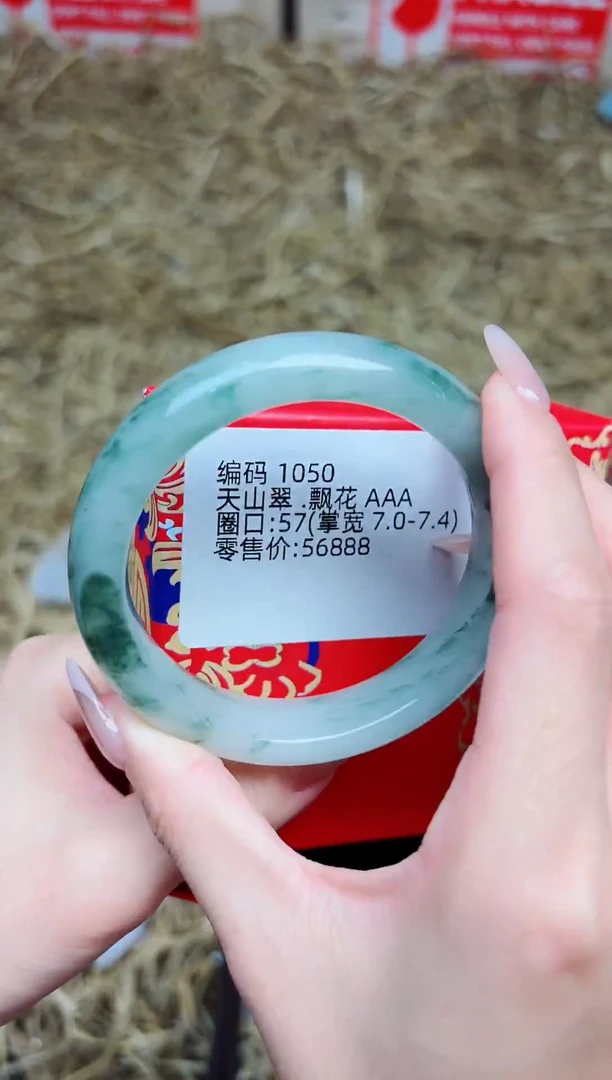 编码 1050
天山翠 .飘花 AAA
圈口:57(掌宽 7.0-7.4)
零售价:56888